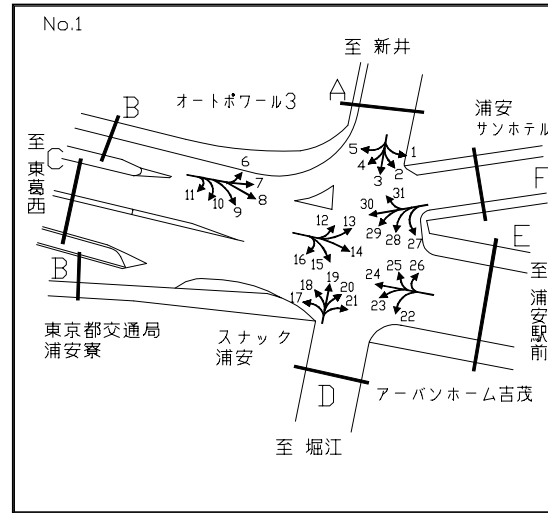 No.1
至 新井
オートポワール3
A
B
浦安
サンホテル
至 東葛西
C
5
1
4
3
2
F
6
7
8
11
10
9
31
30
29
28
27
12
13
14
16
15
E
至 浦安駅前
19
18
20
17
21
25
26
24
23
22
B
東京都交通局
浦安寮
スナック
浦安
D
アーバンホーム吉茂
至 堀江